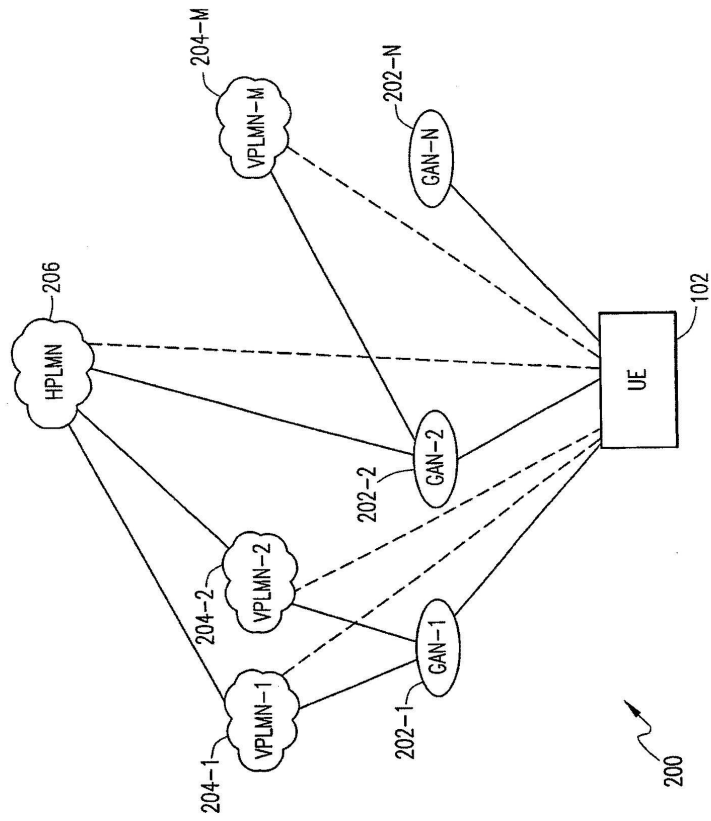 206
HPLMN
204-M
VPLMN-M
204-2
VPLMN-2
204-1
VPLMN-1
202-N
GAN-N
202-2
GAN-2
202-1
GAN-1
UE
102
200